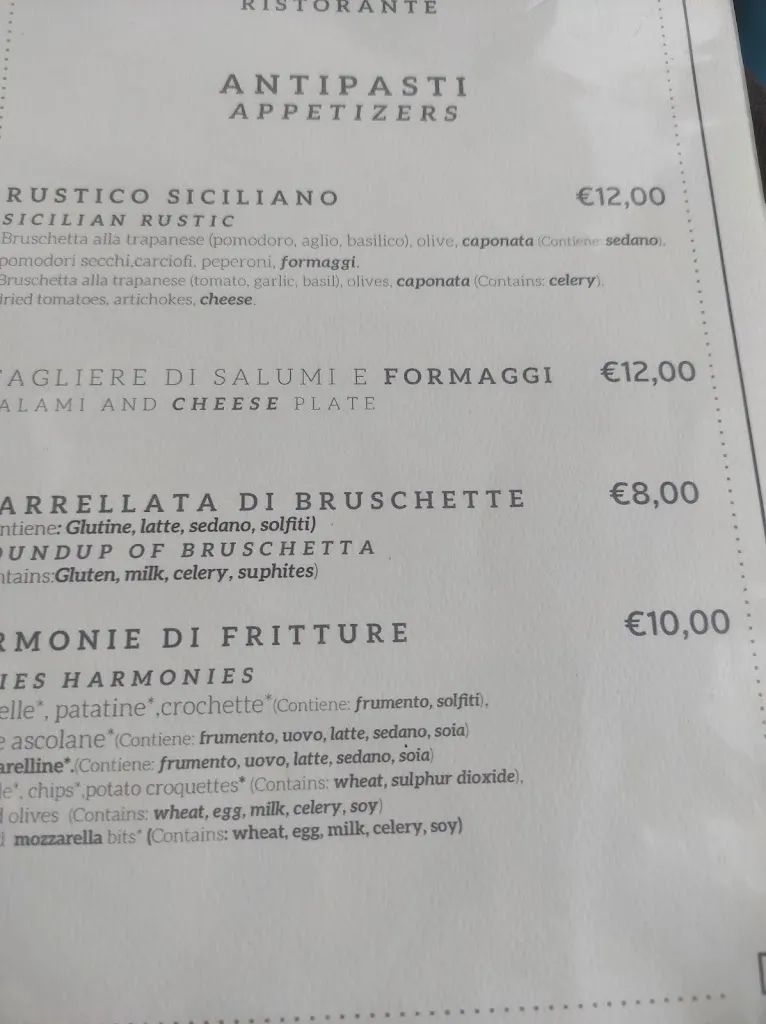 RISTORANTE
ANTIPASTI
APPETIZERS
RUSTICO SICILIANO €12,00
SICILIAN RUSTIC
Bruschetta alla trapanese (pomodoro, aglio, basilico), olive, caponata (Contiene: sedano),
pomodori secchi,carciofi, peperoni, formaggi.
Bruschetta alla trapanese (tomato, garlic, basil), olives, caponata (Contains: celery),
dried tomatoes, artichokes, cheese.
TAGLIERE DI SALUMI E FORMAGGI €12,00
ALAMI AND CHEESE PLATE
ARRELLATA DI BRUSCHETTE €8,00
ntiene: Glutine, latte, sedano, solfiti)
OUNDUP OF BRUSCHETTA
ntains:Gluten, milk, celery, suphites)
RMONIE DI FRITTURE €10,00
IES HARMONIES
elle*, patatine*,crochette*(Contiene: frumento, solfiti),
e ascolane*(Contiene: frumento, uovo, latte, sedano, soia)
arelline*.(Contiene: frumento, uovo, latte, sedano, soia)
le*, chips*,potato croquettes* (Contains: wheat, sulphur dioxide),
d olives (Contains: wheat, egg, milk, celery, soy)
mozzarella bits* (Contains: wheat, egg, milk, celery, soy)